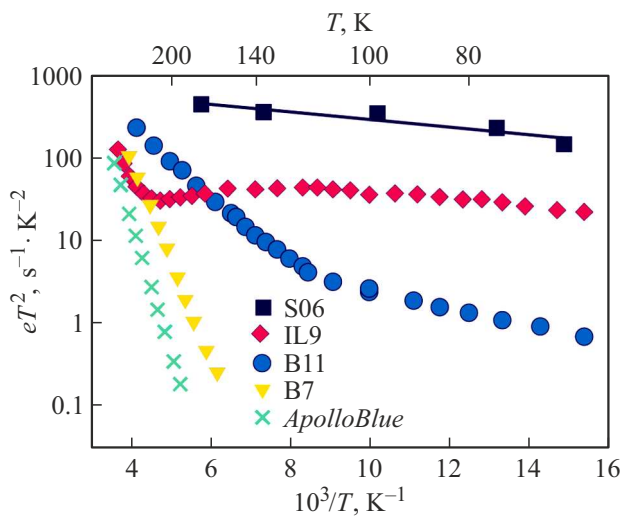 T, K
200 140 100 80
1000
100
10
1
0.1
eT², s⁻¹ · K⁻²
S06
IL9
B11
B7
ApolloBlue
4 6 8 10 12 14 16
10³/T, K⁻¹